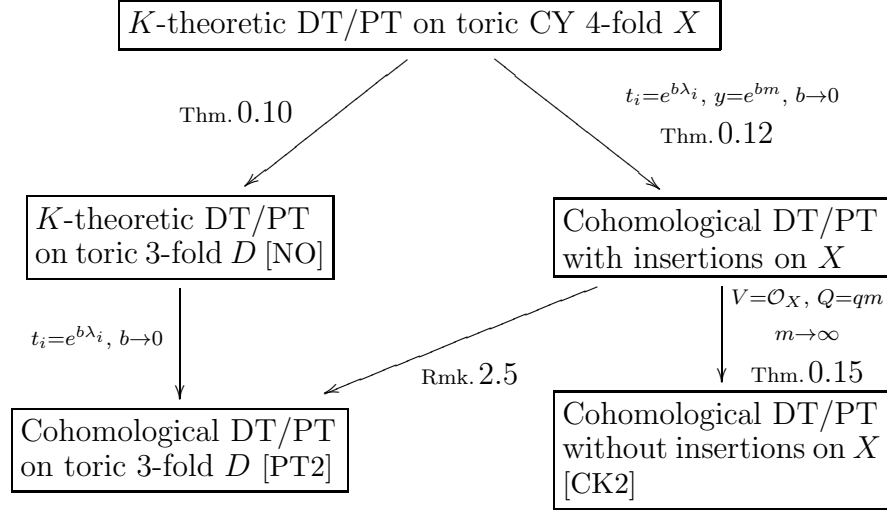 K-theoretic DT/PT on toric CY 4-fold X
t_i=e^{bλ_i}, y=e^{bm}, b→0
Thm. 0.10
Thm. 0.12
K-theoretic DT/PT
on toric 3-fold D [NO]
Cohomological DT/PT
with insertions on X
t_i=e^{bλ_i}, b→0
V=𝒪_X, Q=qm
m→∞
Rmk. 2.5
Thm. 0.15
Cohomological DT/PT
on toric 3-fold D [PT2]
Cohomological DT/PT
without insertions on X
[CK2]